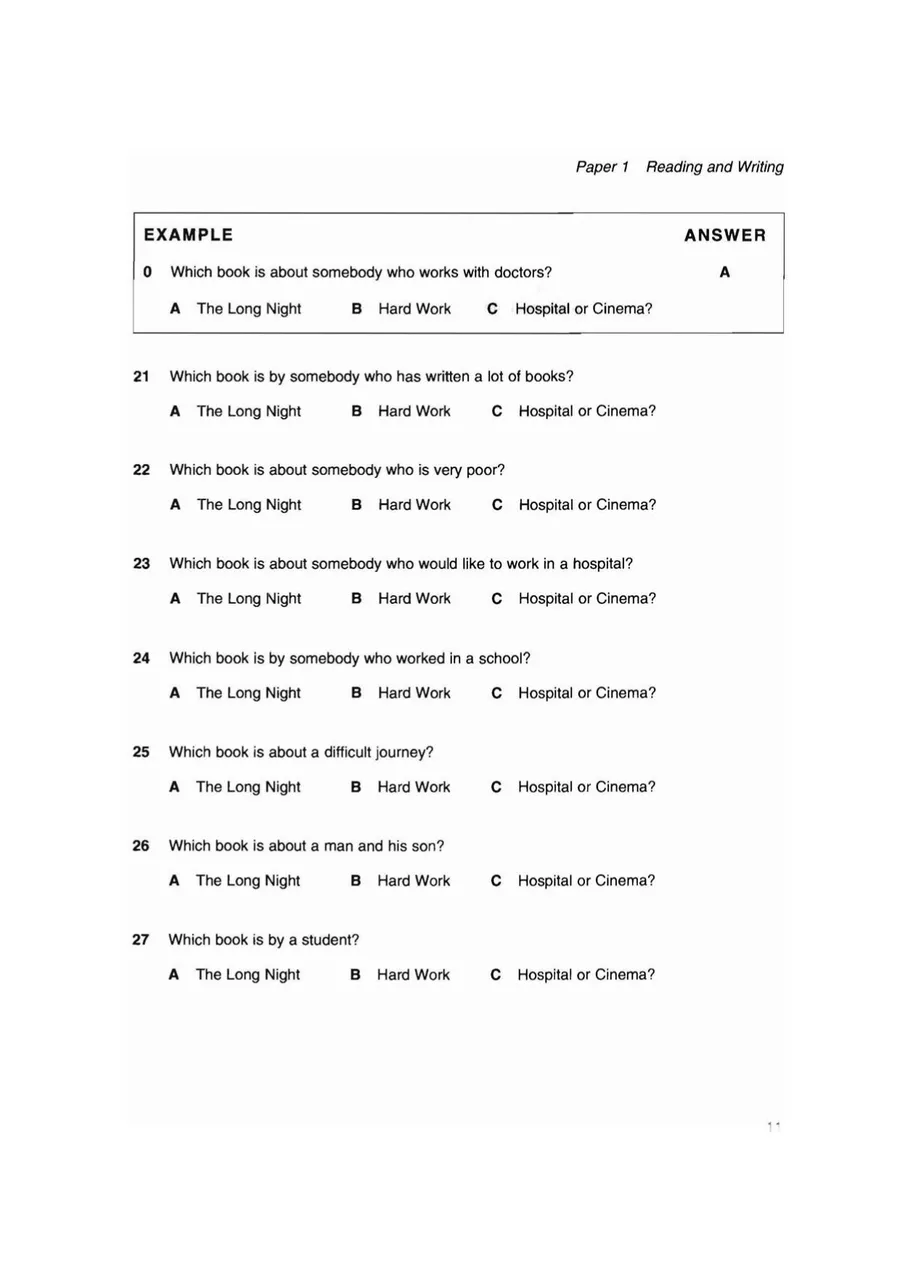 Paper 1 Reading and Writing
EXAMPLE ANSWER
0 Which book is about somebody who works with doctors? A
A The Long Night B Hard Work C Hospital or Cinema?
21 Which book is by somebody who has written a lot of books?
A The Long Night B Hard Work C Hospital or Cinema?
22 Which book is about somebody who is very poor?
A The Long Night B Hard Work C Hospital or Cinema?
23 Which book is about somebody who would like to work in a hospital?
A The Long Night B Hard Work C Hospital or Cinema?
24 Which book is by somebody who worked in a school?
A The Long Night B Hard Work C Hospital or Cinema?
25 Which book is about a difficult journey?
A The Long Night B Hard Work C Hospital or Cinema?
26 Which book is about a man and his son?
A The Long Night B Hard Work C Hospital or Cinema?
27 Which book is by a student?
A The Long Night B Hard Work C Hospital or Cinema?
11